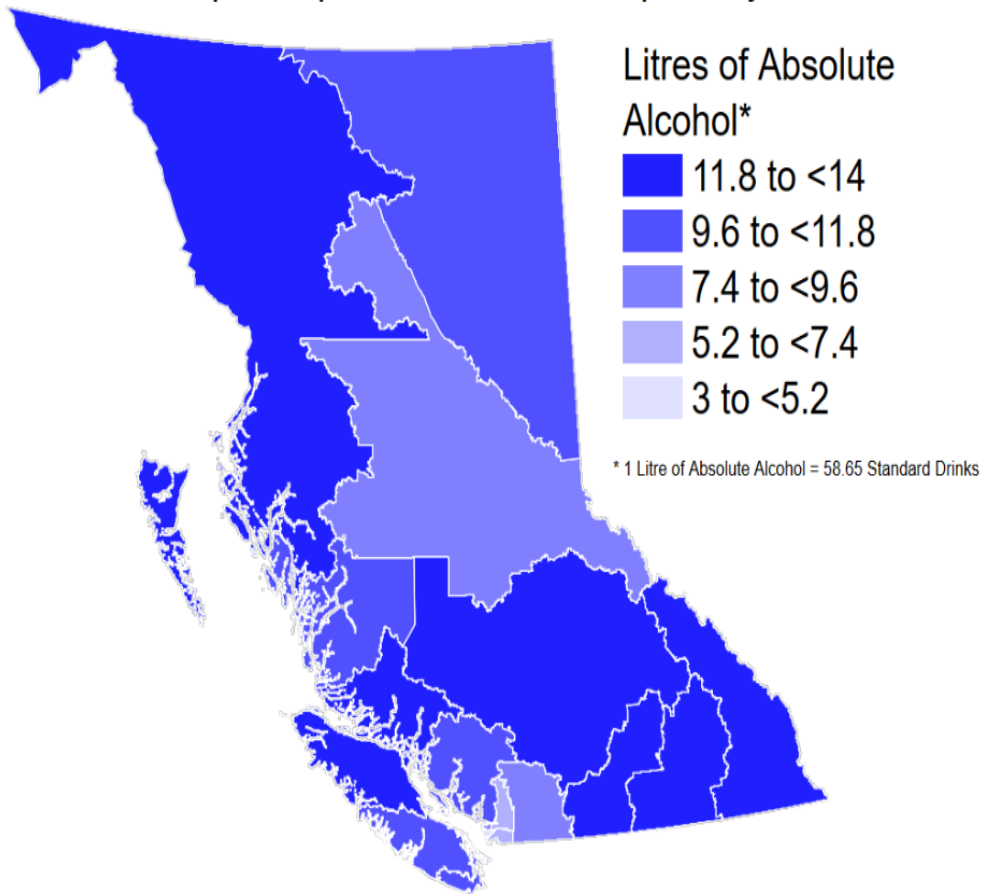 Litres of Absolute
Alcohol*
11.8 to <14
9.6 to <11.8
7.4 to <9.6
5.2 to <7.4
3 to <5.2
* 1 Litre of Absolute Alcohol = 58.65 Standard Drinks